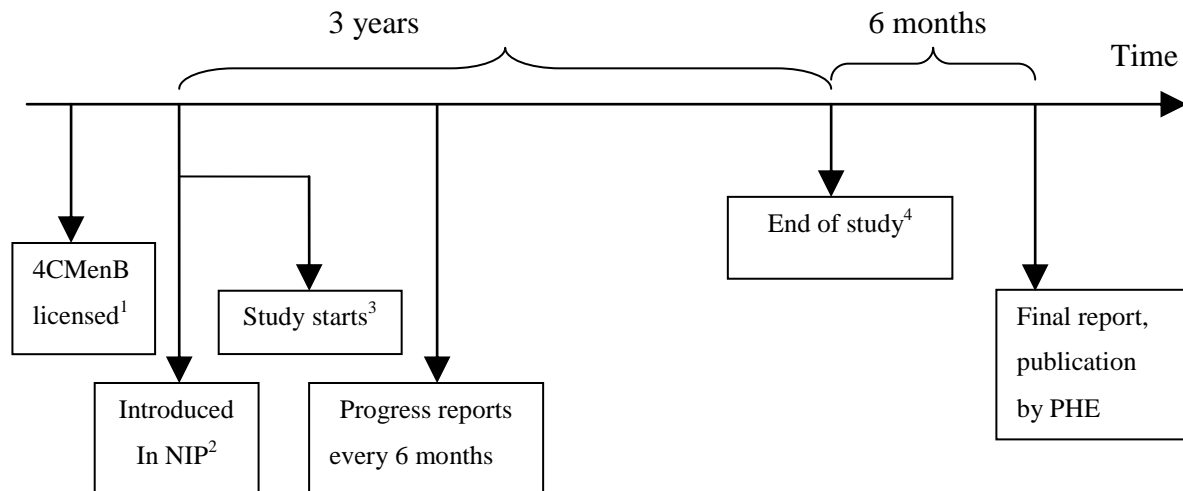 3 years
6 months
Time
4CMenB
licensed1
Study starts3
End of study4
Introduced
In NIP2
Progress reports
every 6 months
Final report,
publication
by PHE